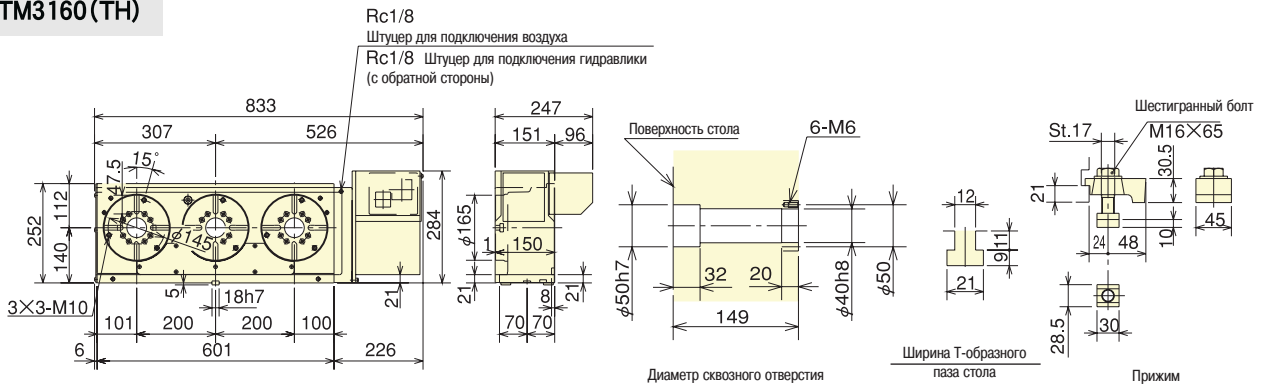 TM3160(TH)
Rc1/8
Штуцер для подключения воздуха
Rc1/8 Штуцер для подключения гидравлики
(с обратной стороны)
833
307
526
15°
47.5
252
112
140
φ145
284
5
18h7
21
3×3-M10
101
200
200
100
6
601
226
247
151
96
φ165
1
150
21
8
21
70
70
Поверхность стола
6-M6
φ50h7
32
20
φ40h8
φ50
149
Диаметр сквозного отверстия
12
11
9
21
Ширина Т-образного
паза стола
Шестигранный болт
St.17
M16×65
30.5
21
10
24
48
45
28.5
30
Прижим